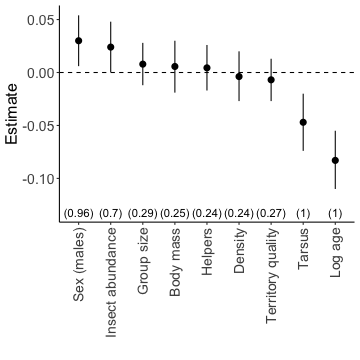 0.05
0.00
-0.05
-0.10
Estimate
(0.96) (0.7) (0.29) (0.25) (0.24) (0.24) (0.27) (1) (1)
Sex (males)
Insect abundance
Group size
Body mass
Helpers
Density
Territory quality
Tarsus
Log age